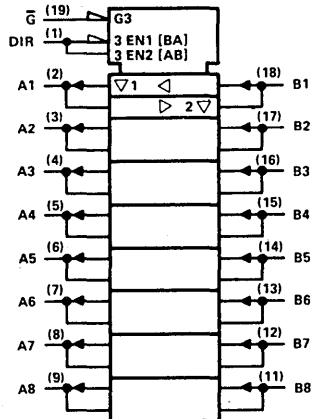 G̅ (19) G3
DIR (1) 3 EN1 [BA]
3 EN2 [AB]
A1 (2) ▽1 ◁ (18) B1
▷ 2▽
A2 (3) (17) B2
A3 (4) (16) B3
A4 (5) (15) B4
A5 (6) (14) B5
A6 (7) (13) B6
A7 (8) (12) B7
A8 (9) (11) B8